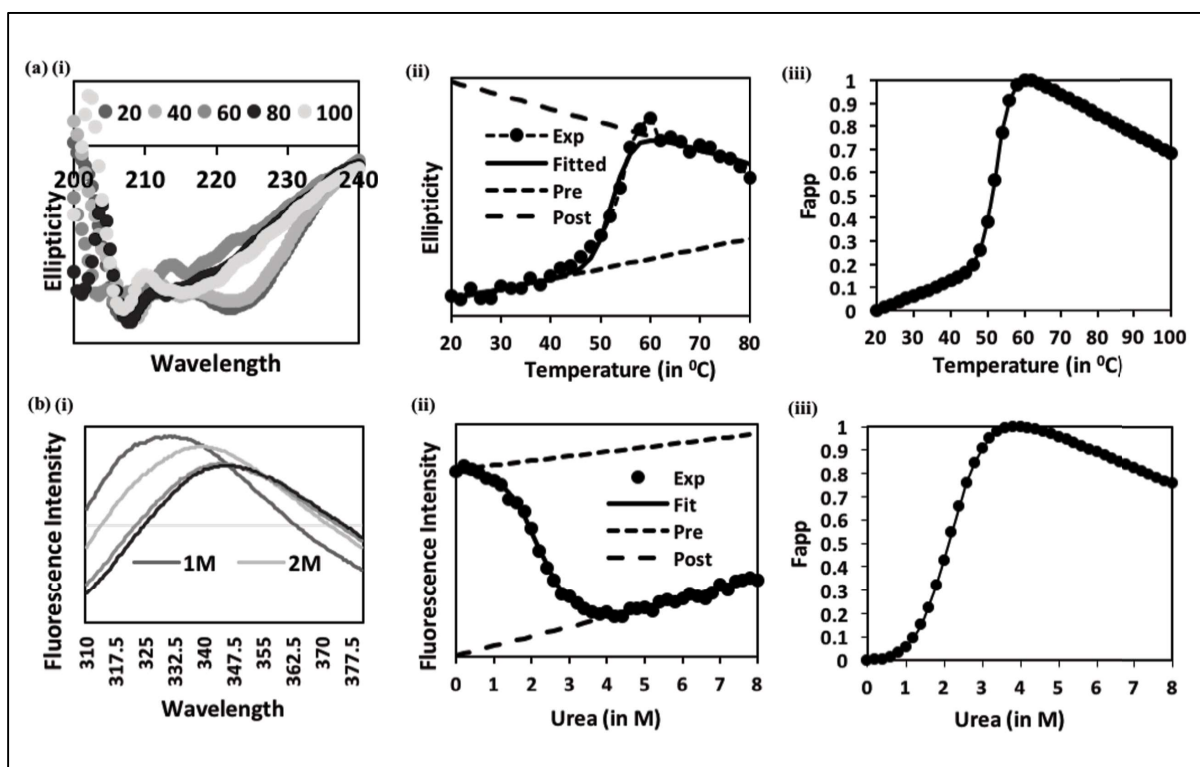 (a) (i)
20 40 60 80 100
200 210 220 230 240
Ellipticity
Wavelength
(ii)
Exp
Fitted
Pre
Post
Ellipticity
20 30 40 50 60 70 80
Temperature (in ⁰C)
(iii)
1
0.9
0.8
0.7
0.6
0.5
0.4
0.3
0.2
0.1
0
Fapp
20 30 40 50 60 70 80 90 100
Temperature (in ⁰C)
(b) (i)
Fluorescence Intensity
1M 2M
310 317.5 325 332.5 340 347.5 355 362.5 370 377.5
Wavelength
(ii)
Fluorescence Intensity
Exp
Fit
Pre
Post
0 1 2 3 4 5 6 7 8
Urea (in M)
(iii)
1
0.9
0.8
0.7
0.6
0.5
0.4
0.3
0.2
0.1
0
Fapp
0 1 2 3 4 5 6 7 8
Urea (in M)